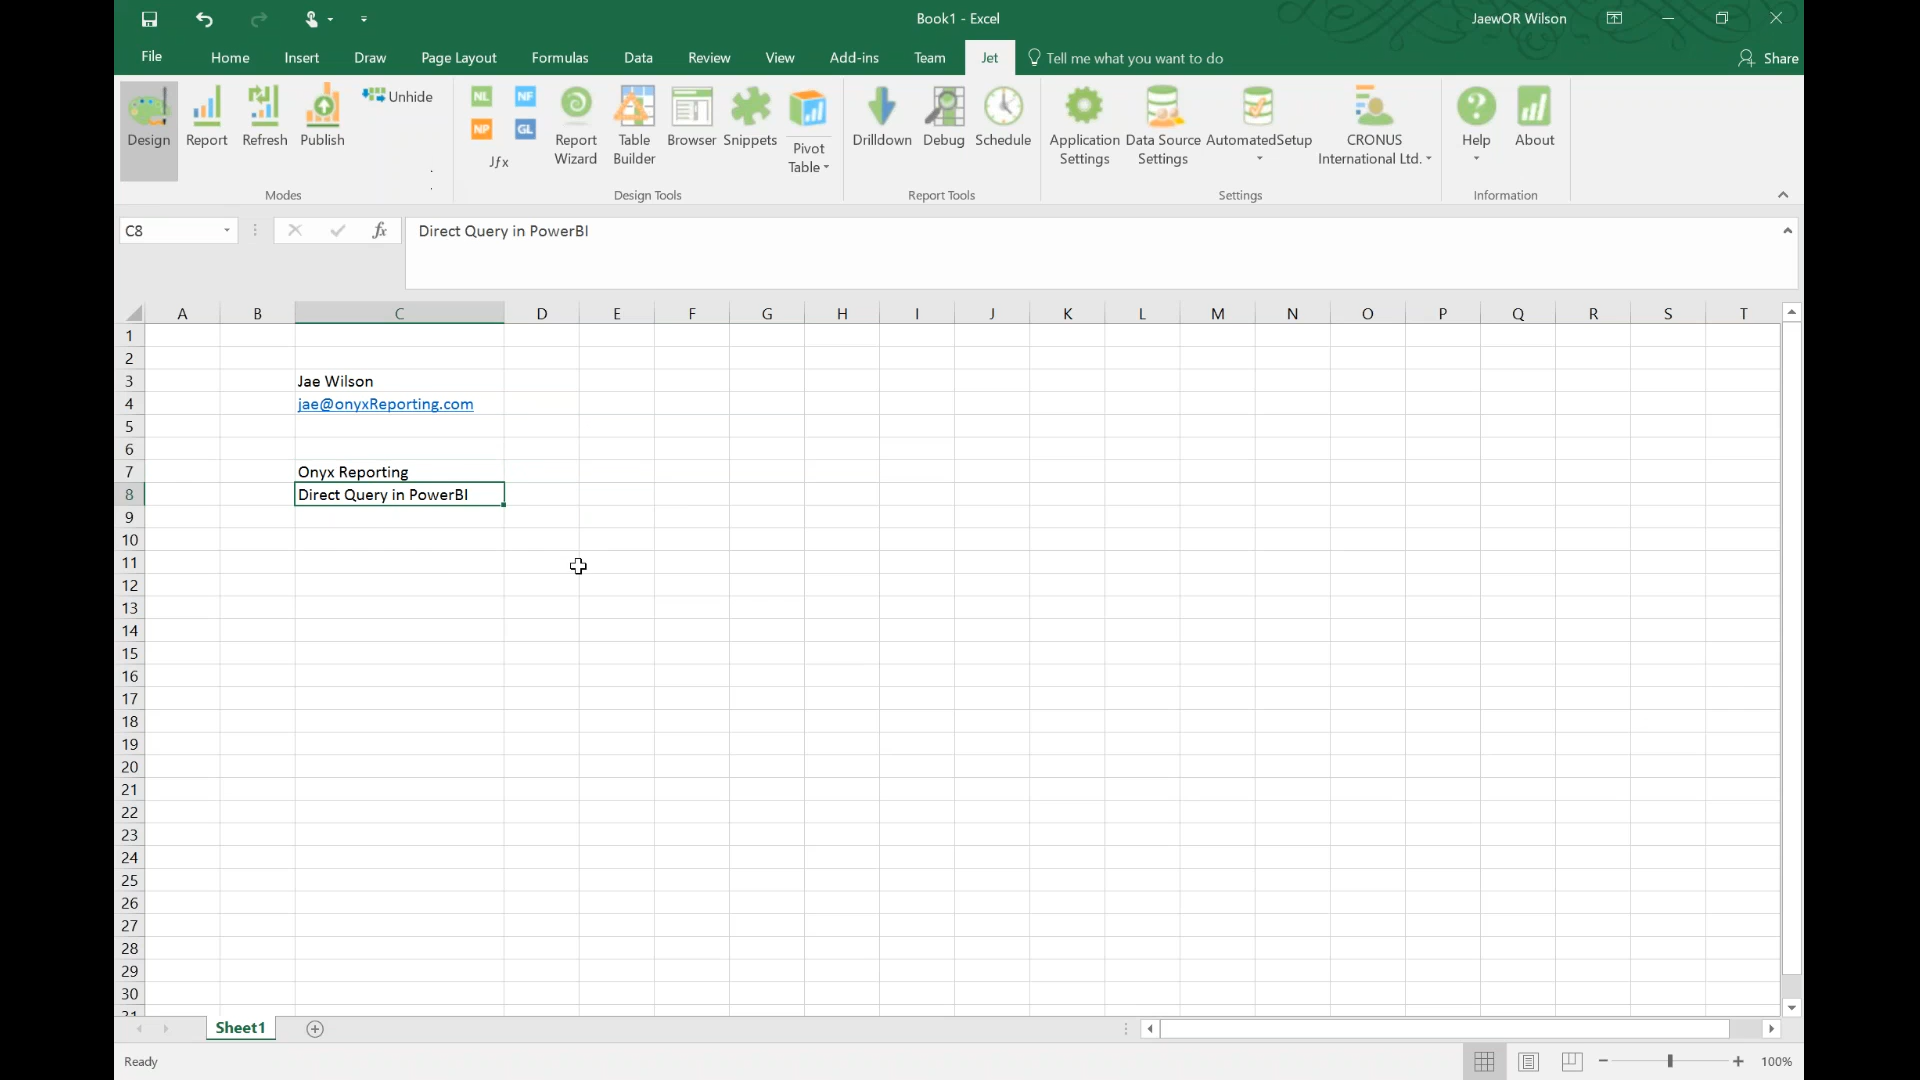 Book1 - Excel
JaewOR Wilson
File Home Insert Draw Page Layout Formulas Data Review View Add-ins Team Jet Tell me what you want to do Share
Design Report Refresh Publish Unhide
Modes
NL NF
NP GL
Jfx
Report Wizard
Table Builder
Browser
Snippets
Pivot Table
Design Tools
Drilldown Debug Schedule
Report Tools
Application Settings
Data Source Settings
AutomatedSetup
CRONUS International Ltd.
Settings
Help About
Information
C8 fx Direct Query in PowerBI
A B C D E F G H I J K L M N O P Q R S T
1
2
3 Jae Wilson
4 jae@onyxReporting.com
5
6
7 Onyx Reporting
8 Direct Query in PowerBI
9
10
11
12
13
14
15
16
17
18
19
20
21
22
23
24
25
26
27
28
29
30
31
Sheet1
Ready 100%